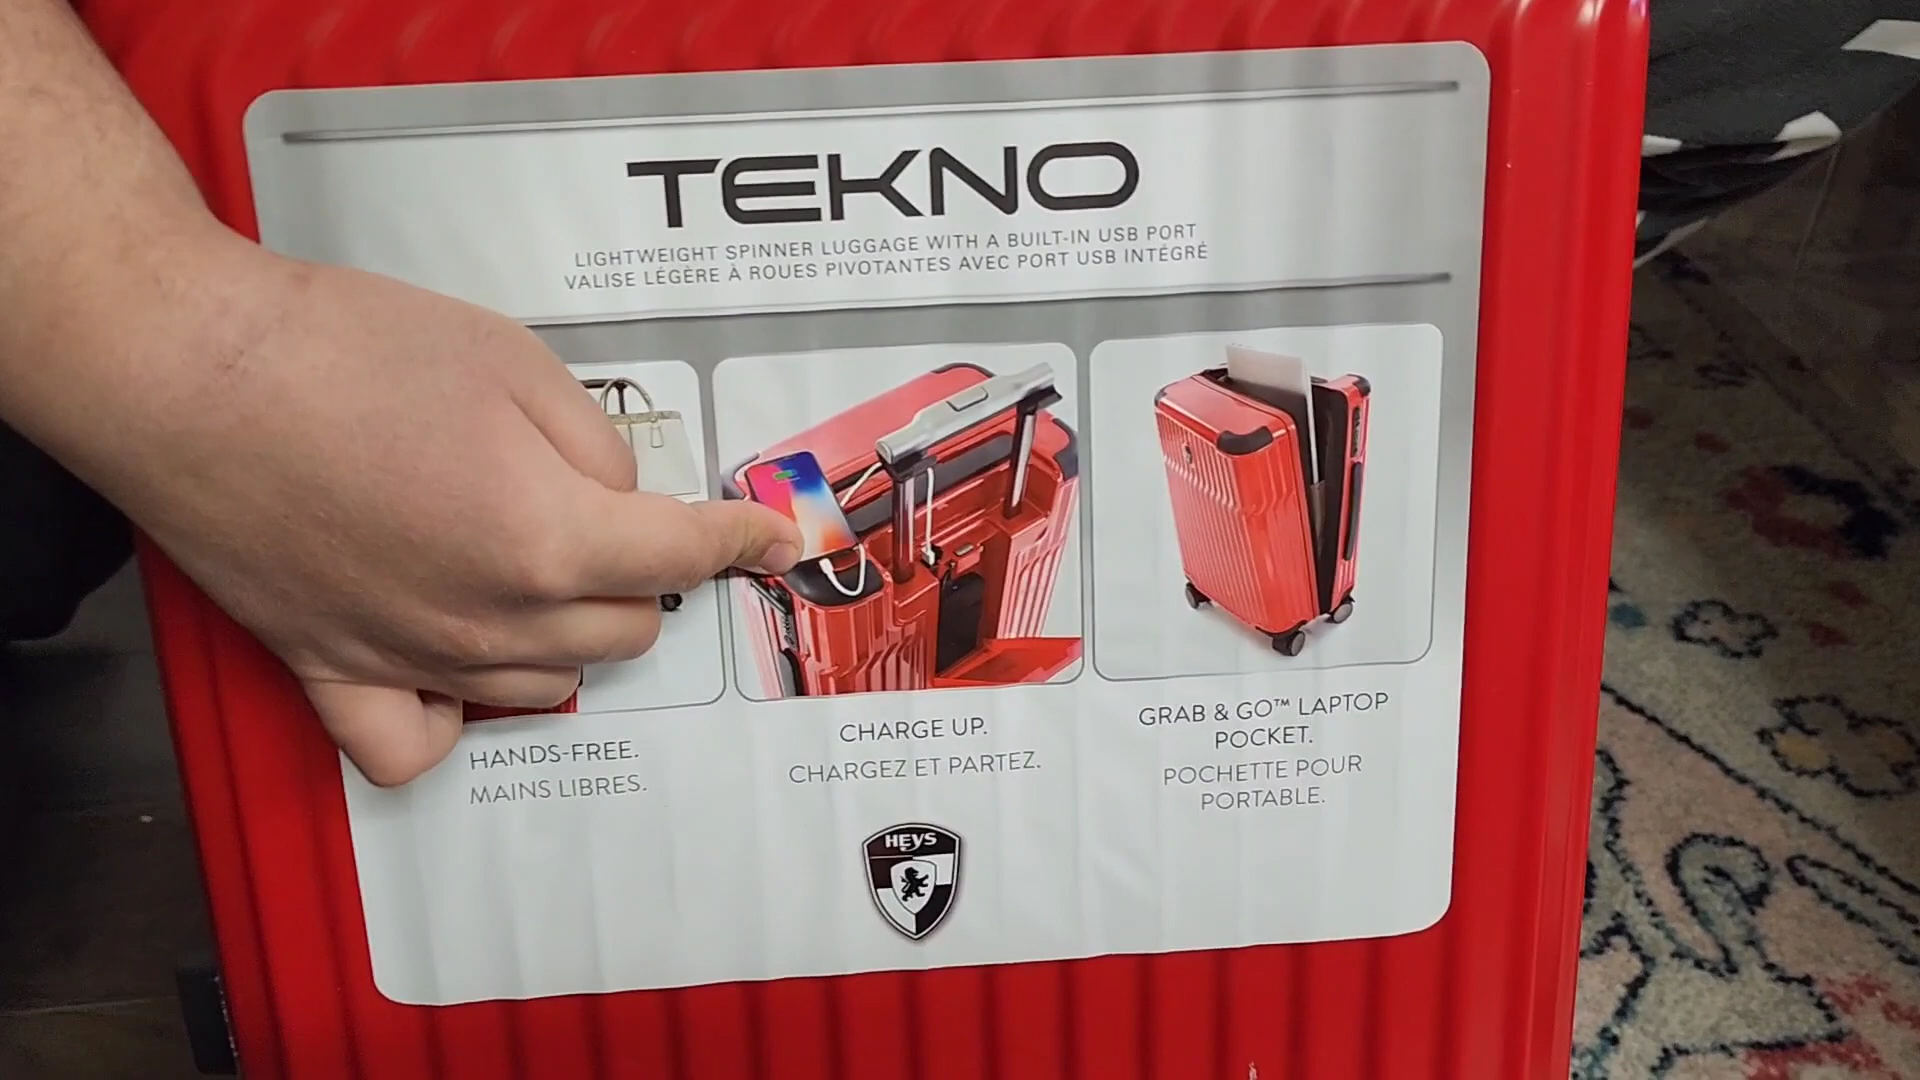 TEKNO
LIGHTWEIGHT SPINNER LUGGAGE WITH A BUILT-IN USB PORT
VALISE LÉGÈRE À ROUES PIVOTANTES AVEC PORT USB INTÉGRÉ
HANDS-FREE.
MAINS LIBRES.
CHARGE UP.
CHARGEZ ET PARTEZ.
GRAB & GO™ LAPTOP
POCKET.
POCHETTE POUR
PORTABLE.
HEYS